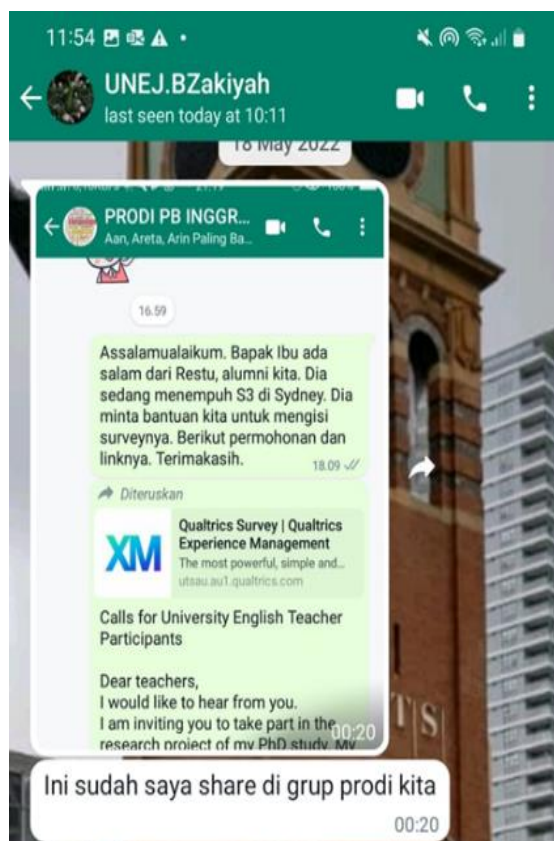 11:54
UNEJ.BZakiyah
last seen today at 10:11
18 May 2022
21:19
PRODI PB INGGR...
Aan, Areta, Arin Paling Ba...
16.59
Assalamualaikum. Bapak Ibu ada
salam dari Restu, alumni kita. Dia
sedang menempuh S3 di Sydney. Dia
minta bantuan kita untuk mengisi
surveynya. Berikut permohonan dan
linknya. Terimakasih.
18.09
Diteruskan
XM
Qualtrics Survey | Qualtrics
Experience Management
The most powerful, simple and...
utsau.au1.qualtrics.com
Calls for University English Teacher
Participants
Dear teachers,
I would like to hear from you.
I am inviting you to take part in the
research project of my PhD study. My
00:20
Ini sudah saya share di grup prodi kita
00:20